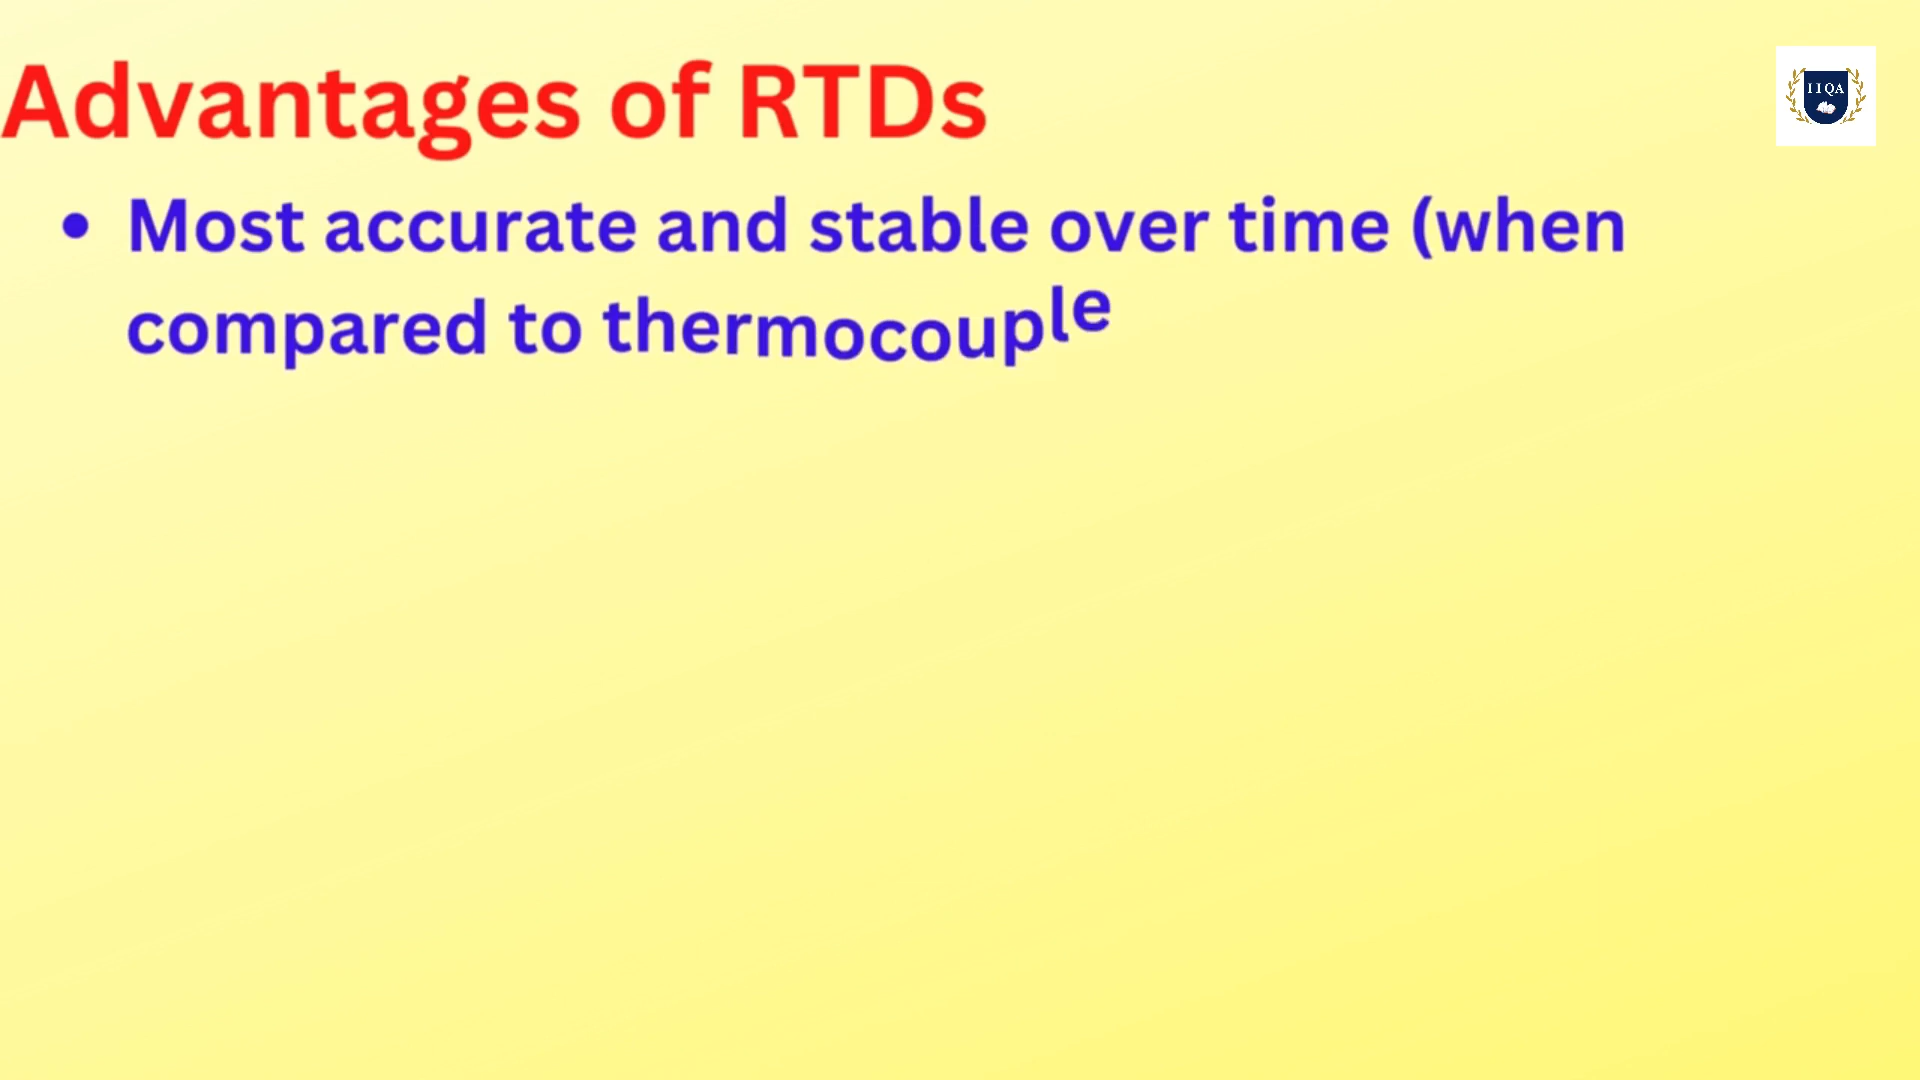 Advantages of RTDs
IIQA
• Most accurate and stable over time (when
compared to thermocouple